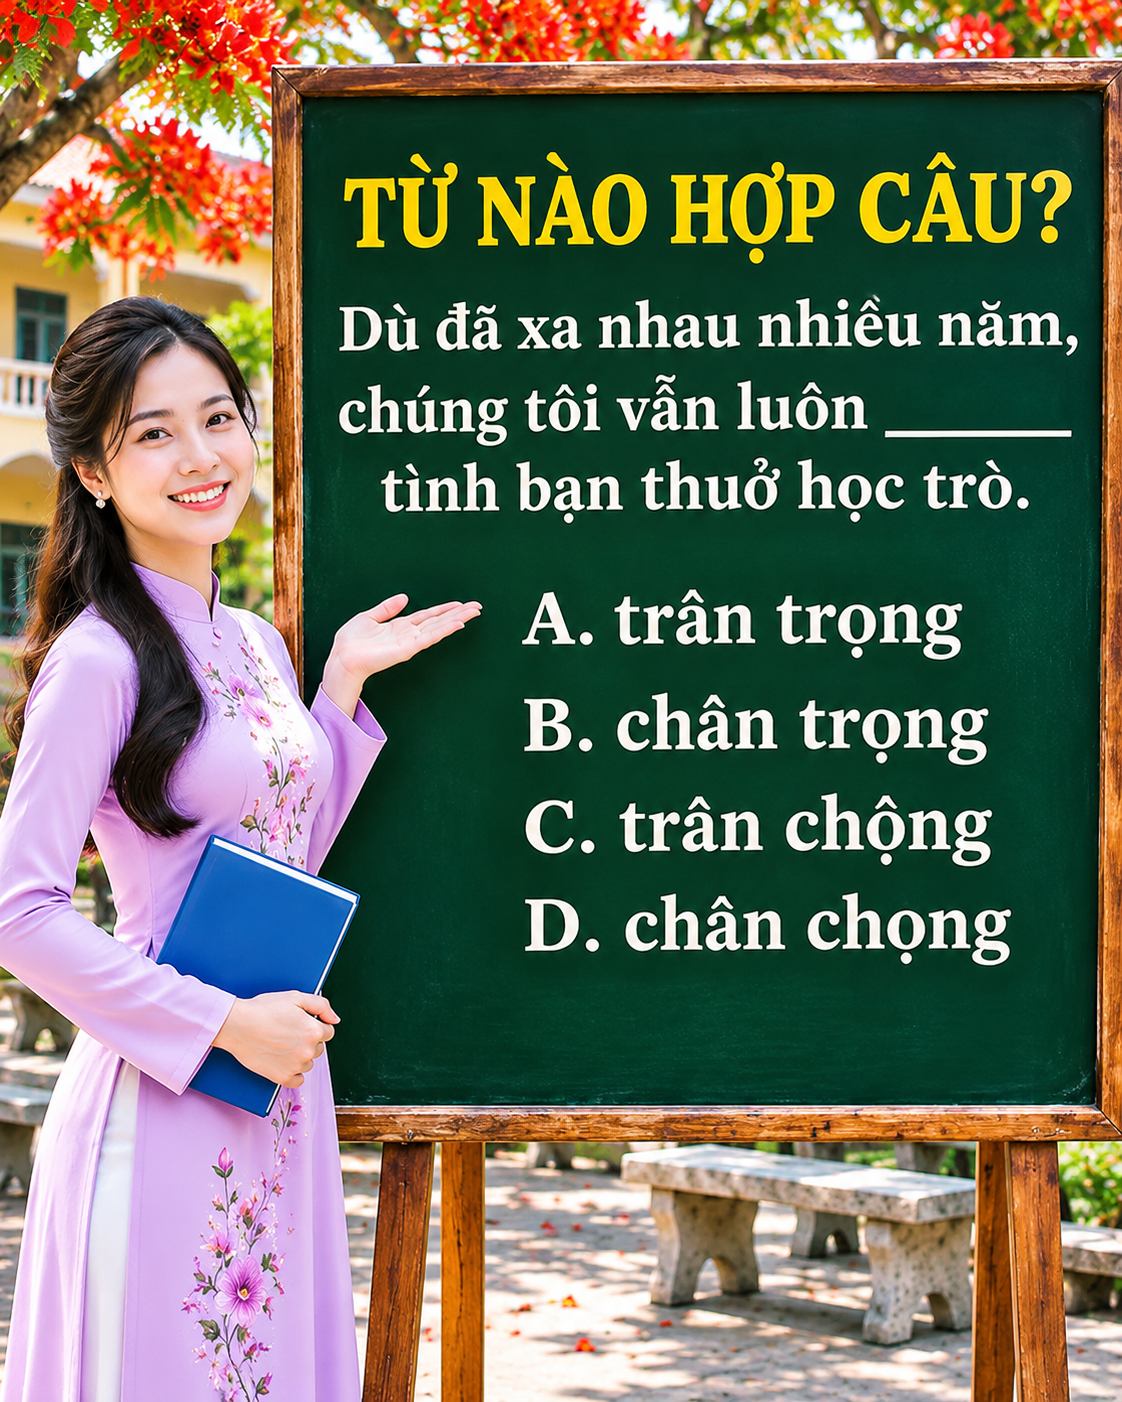 TỪ NÀO HỢP CÂU?
Dù đã xa nhau nhiều năm,
chúng tôi vẫn luôn ______
tình bạn thuở học trò.
A. trân trọng
B. chân trọng
C. trân chộng
D. chân chọng